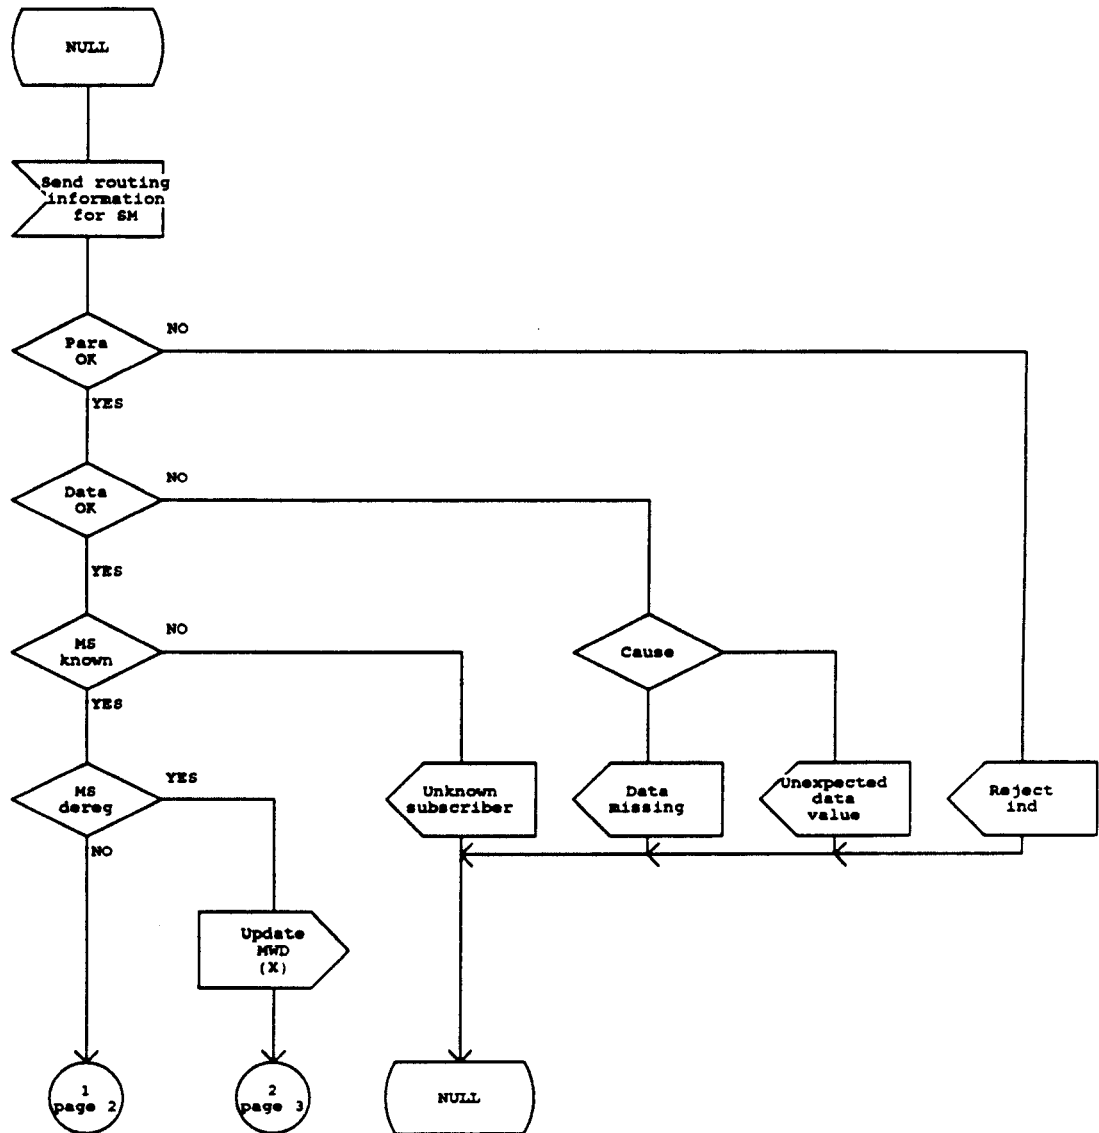 NULL
Send routing
information
for SM
NO
Para
OK
YES
NO
Data
OK
YES
NO
MS
known
Cause
YES
YES
MS
dereg
Unknown
subscriber
Data
missing
Unexpected
data
value
Reject
ind
NO
Update
MWD
(X)
1
page 2
2
page 3
NULL